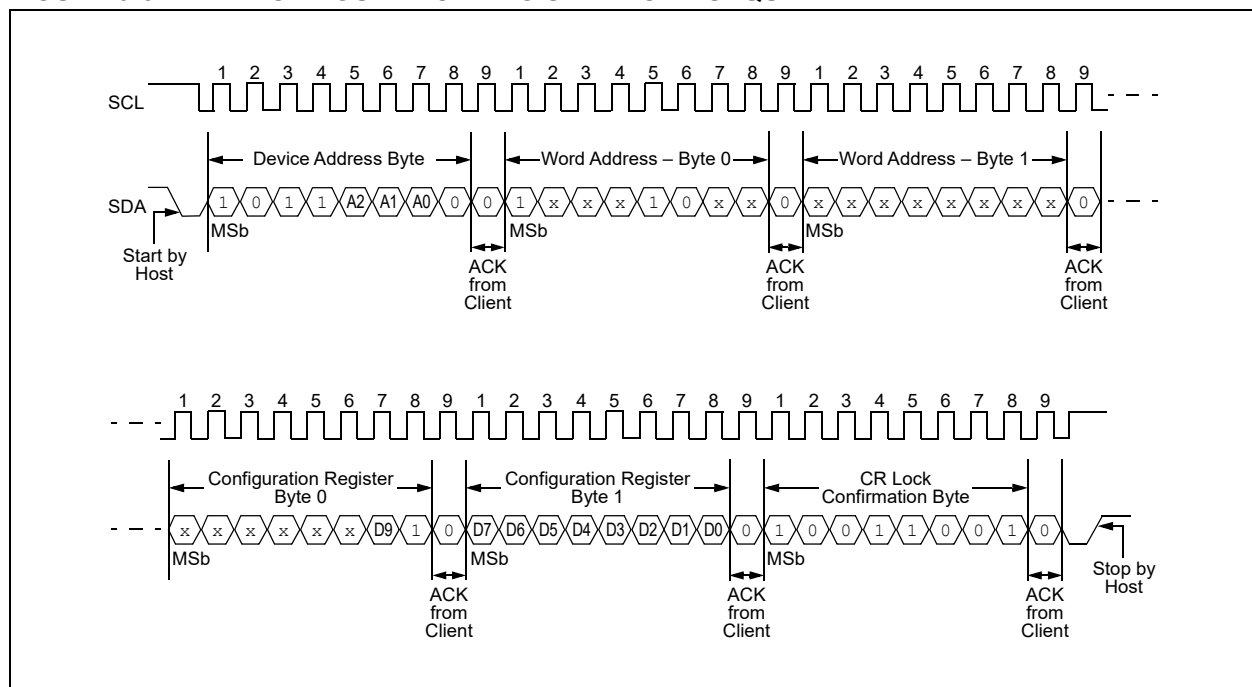 1 2 3 4 5 6 7 8 9 1 2 3 4 5 6 7 8 9 1 2 3 4 5 6 7 8 9
SCL
Device Address Byte
Word Address – Byte 0
Word Address – Byte 1
SDA 1 0 1 1 A2 A1 A0 0 0 1 x x x 1 0 x x 0 x x x x x x x x 0
MSb MSb MSb
Start by
Host
ACK
from
Client
ACK
from
Client
ACK
from
Client
1 2 3 4 5 6 7 8 9 1 2 3 4 5 6 7 8 9 1 2 3 4 5 6 7 8 9
Configuration Register
Byte 0
Configuration Register
Byte 1
CR Lock
Confirmation Byte
x x x x x x D9 1 0 D7 D6 D5 D4 D3 D2 D1 D0 0 1 0 0 1 1 0 0 1 0
MSb MSb MSb
ACK
from
Client
ACK
from
Client
ACK
from
Client
Stop by
Host